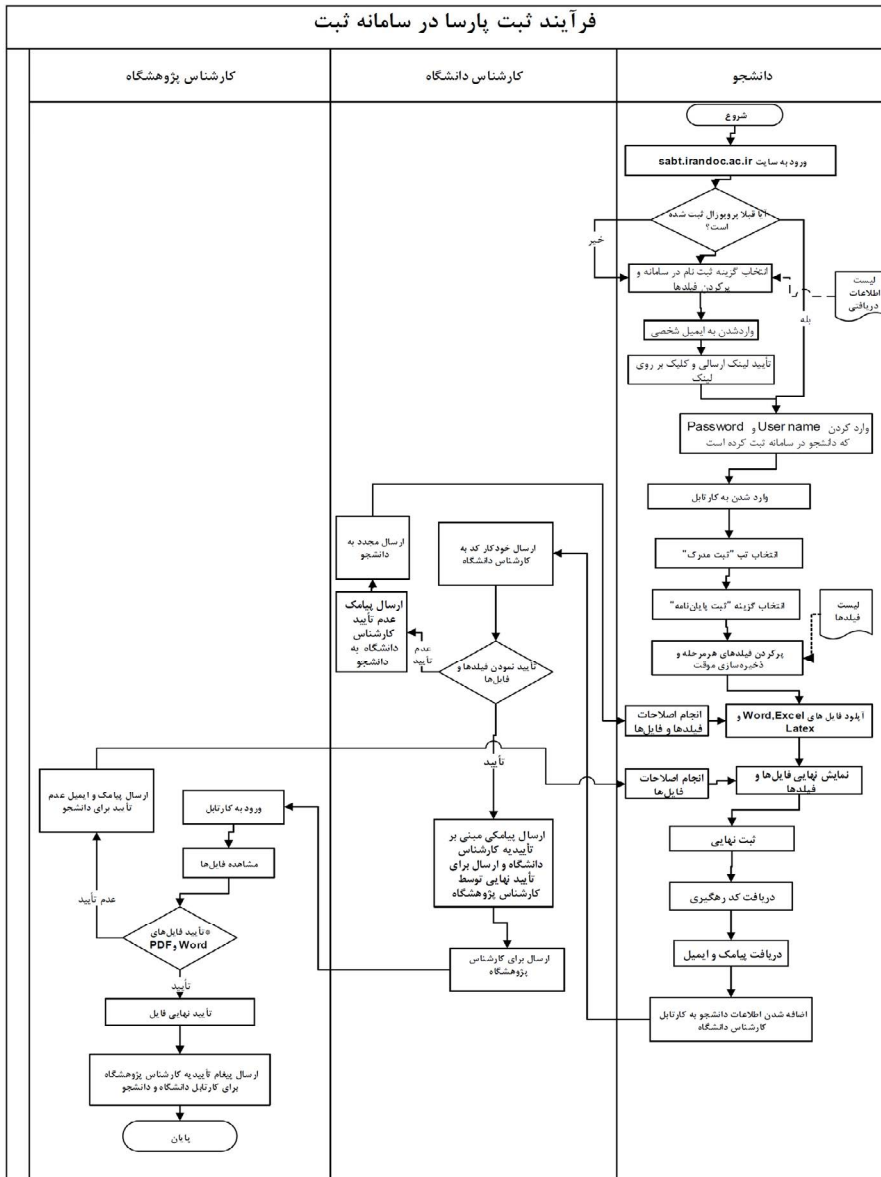 فرآیند ثبت پارسا در سامانه ثبت
دانشجو
کارشناس دانشگاه
کارشناس پژوهشگاه
شروع
ورود به سایت sabt.irandoc.ac.ir
آیا قبلا پروپوزال ثبت شده
است؟
خیر
بله
انتخاب گزینه ثبت نام در سامانه و
پرکردن فیلدها
لیست
اطلاعات
دریافتی
واردشدن به ایمیل شخصی
تأیید لینک ارسالی و کلیک بر روی
لینک
وارد کردن User name و Password
که دانشجو در سامانه ثبت کرده است
وارد شدن به کارتابل
انتخاب تب "ثبت مدرک"
انتخاب گزینه "ثبت پایان‌نامه"
لیست
فیلدها
پرکردن فیلدهای هرمرحله و
ذخیره‌سازی موقت
آپلود فایل های Word,Excel و
Latex
انجام اصلاحات
فیلدها و فایل‌ها
نمایش نهایی فایل‌ها و
فیلدها
انجام اصلاحات
فایل‌ها
ثبت نهایی
دریافت کد رهگیری
دریافت پیامک و ایمیل
اضافه شدن اطلاعات دانشجو به کارتابل
کارشناس دانشگاه
ارسال خودکار کد به
کارشناس دانشگاه
تأیید نمودن فیلدها و
فایل‌ها
عدم
تأیید
ارسال پیامک
عدم تأیید
کارشناس
دانشگاه به
دانشجو
ارسال مجدد به
دانشجو
تأیید
ارسال پیامکی مبنی بر
تأییدیه کارشناس
دانشگاه و ارسال برای
تأیید نهایی توسط
کارشناس پژوهشگاه
ارسال برای کارشناس
پژوهشگاه
ورود به کارتابل
مشاهده فایل‌ها
*تأیید فایل‌های
Word و PDF
عدم تأیید
ارسال پیامک و ایمیل عدم
تأیید برای دانشجو
تأیید
تأیید نهایی فایل
ارسال پیغام تأییدیه کارشناس پژوهشگاه
برای کارتابل دانشگاه و دانشجو
پایان